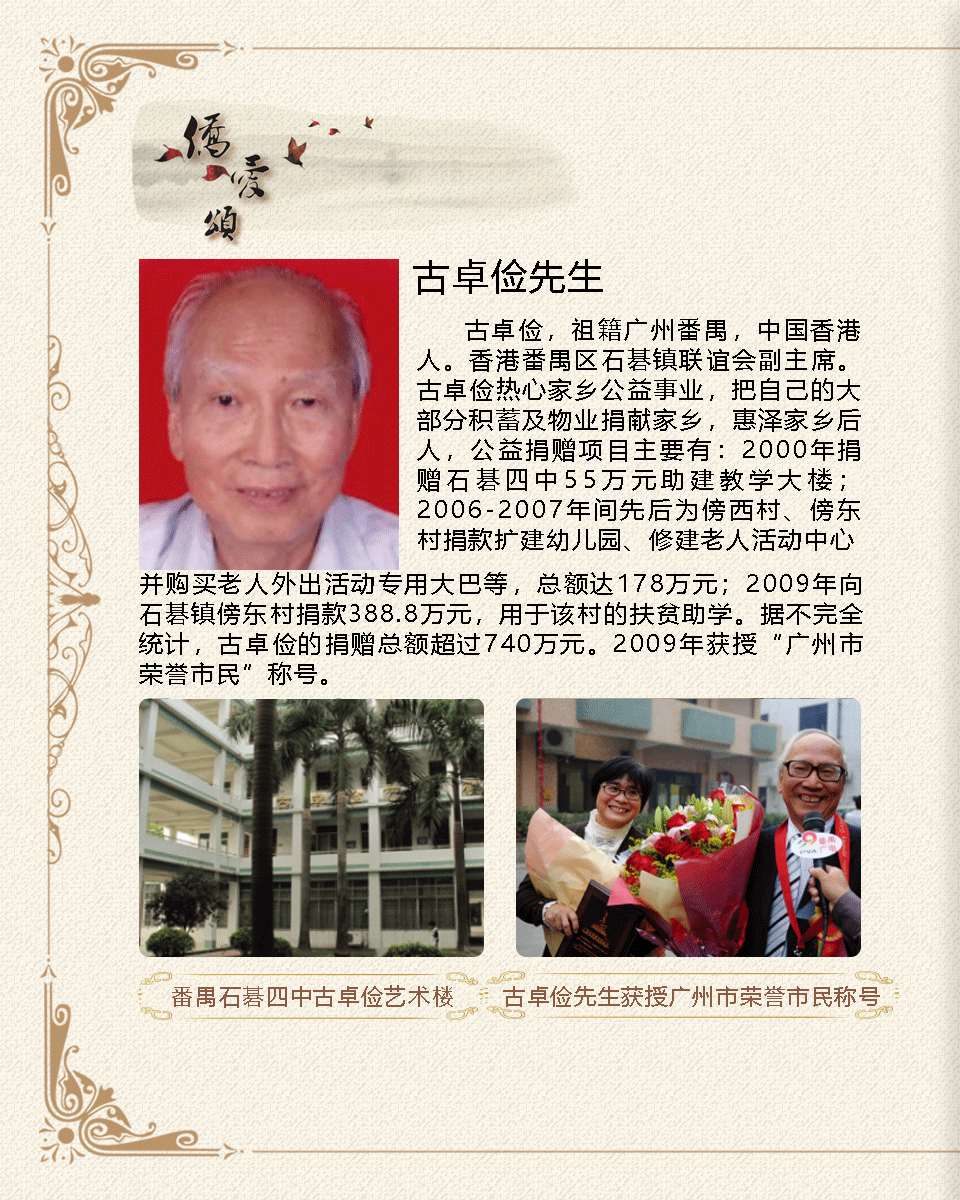 僑
愛
頌
古卓俭先生
古卓俭，祖籍广州番禺，中国香港
人。香港番禺区石碁镇联谊会副主席。
古卓俭热心家乡公益事业，把自己的大
部分积蓄及物业捐献家乡，惠泽家乡后
人，公益捐赠项目主要有：2000年捐
赠石碁四中55万元助建教学大楼；
2006-2007年间先后为傍西村、傍东
村捐款扩建幼儿园、修建老人活动中心
并购买老人外出活动专用大巴等，总额达178万元；2009年向
石碁镇傍东村捐款388.8万元，用于该村的扶贫助学。据不完全
统计，古卓俭的捐赠总额超过740万元。2009年获授“广州市
荣誉市民”称号。
番禺
广电
番禺石碁四中古卓俭艺术楼
古卓俭先生获授广州市荣誉市民称号